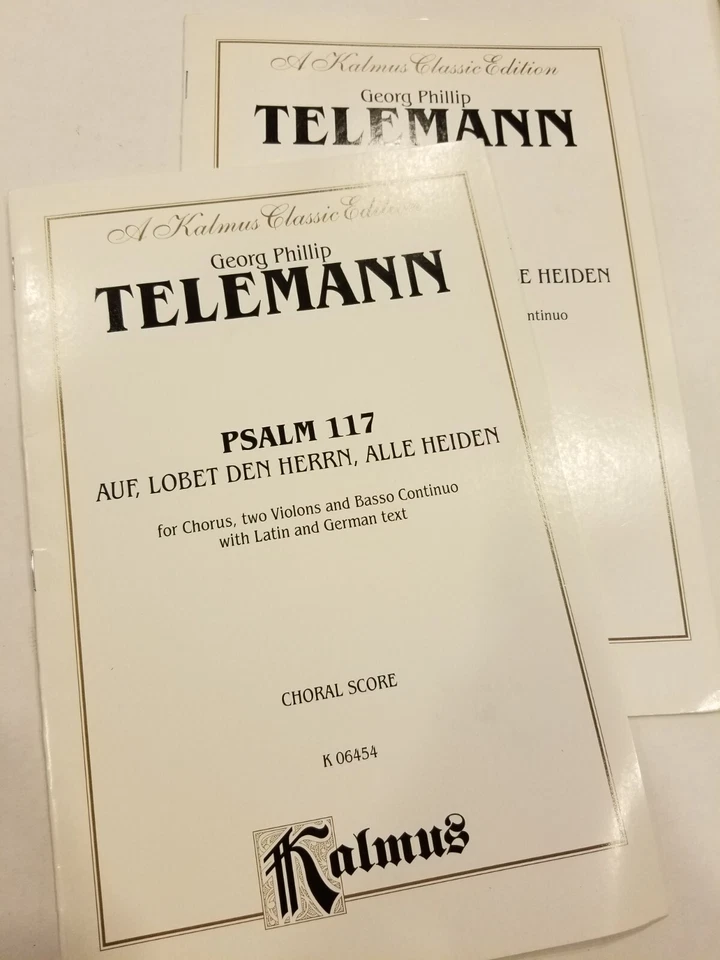 A Kalmus Classic Edition
Georg Phillip
TELEMANN
E HEIDEN
ntinuo
A Kalmus Classic Edition
Georg Phillip
TELEMANN
PSALM 117
AUF, LOBET DEN HERRN, ALLE HEIDEN
for Chorus, two Violons and Basso Continuo
with Latin and German text
CHORAL SCORE
K 06454
Kalmus